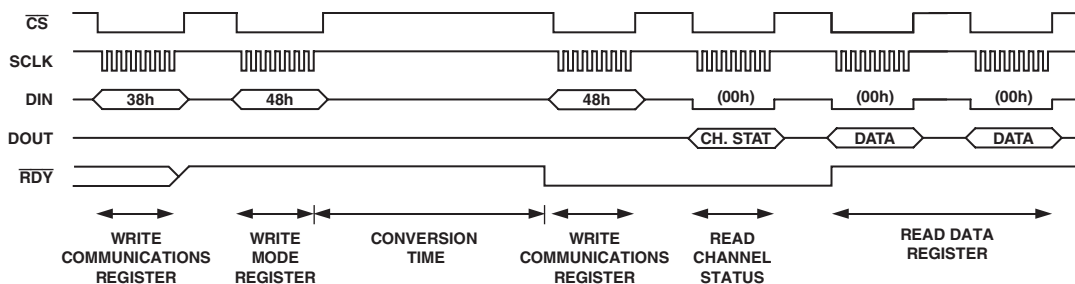 CS
SCLK
DIN 38h 48h 48h (00h) (00h) (00h)
DOUT CH. STAT DATA DATA
RDY
WRITE
COMMUNICATIONS
REGISTER
WRITE
MODE
REGISTER
CONVERSION
TIME
WRITE
COMMUNICATIONS
REGISTER
READ
CHANNEL
STATUS
READ DATA
REGISTER